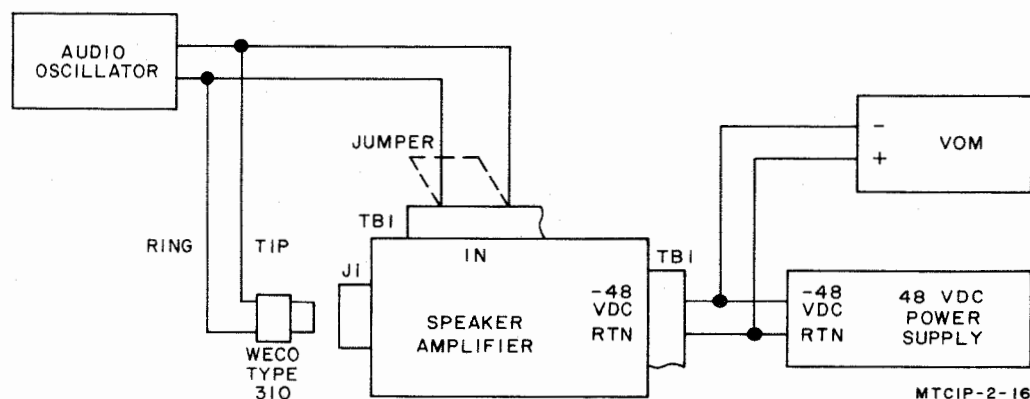 AUDIO
OSCILLATOR
JUMPER
-
VOM
+
TB1
RING
TIP
IN
TB1
J1
-48
VDC
RTN
SPEAKER
AMPLIFIER
-48
VDC
RTN
48 VDC
POWER
SUPPLY
WECO
TYPE
310
MTCIP-2-16